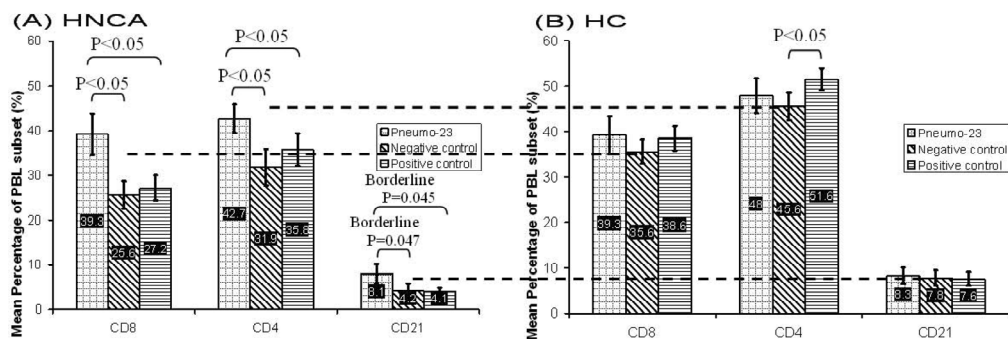 (A) HNCA
Mean Percentage of PBL subset (%)
60
50
40
30
20
10
0
P<0.05
P<0.05
P<0.05
P<0.05
Borderline
P=0.045
Borderline
P=0.047
39.3
25.6
27.2
42.7
31.9
35.8
8.1
4.2
4.1
CD8
CD4
CD21
Pneumo-23
Negative control
Positive control
(B) HC
Mean Percentage of PBL subset (%)
60
50
40
30
20
10
0
P<0.05
Pneumo-23
Negative control
Positive control
39.3
35.6
38.6
48
45.6
51.6
8.3
7.8
7.6
CD8
CD4
CD21